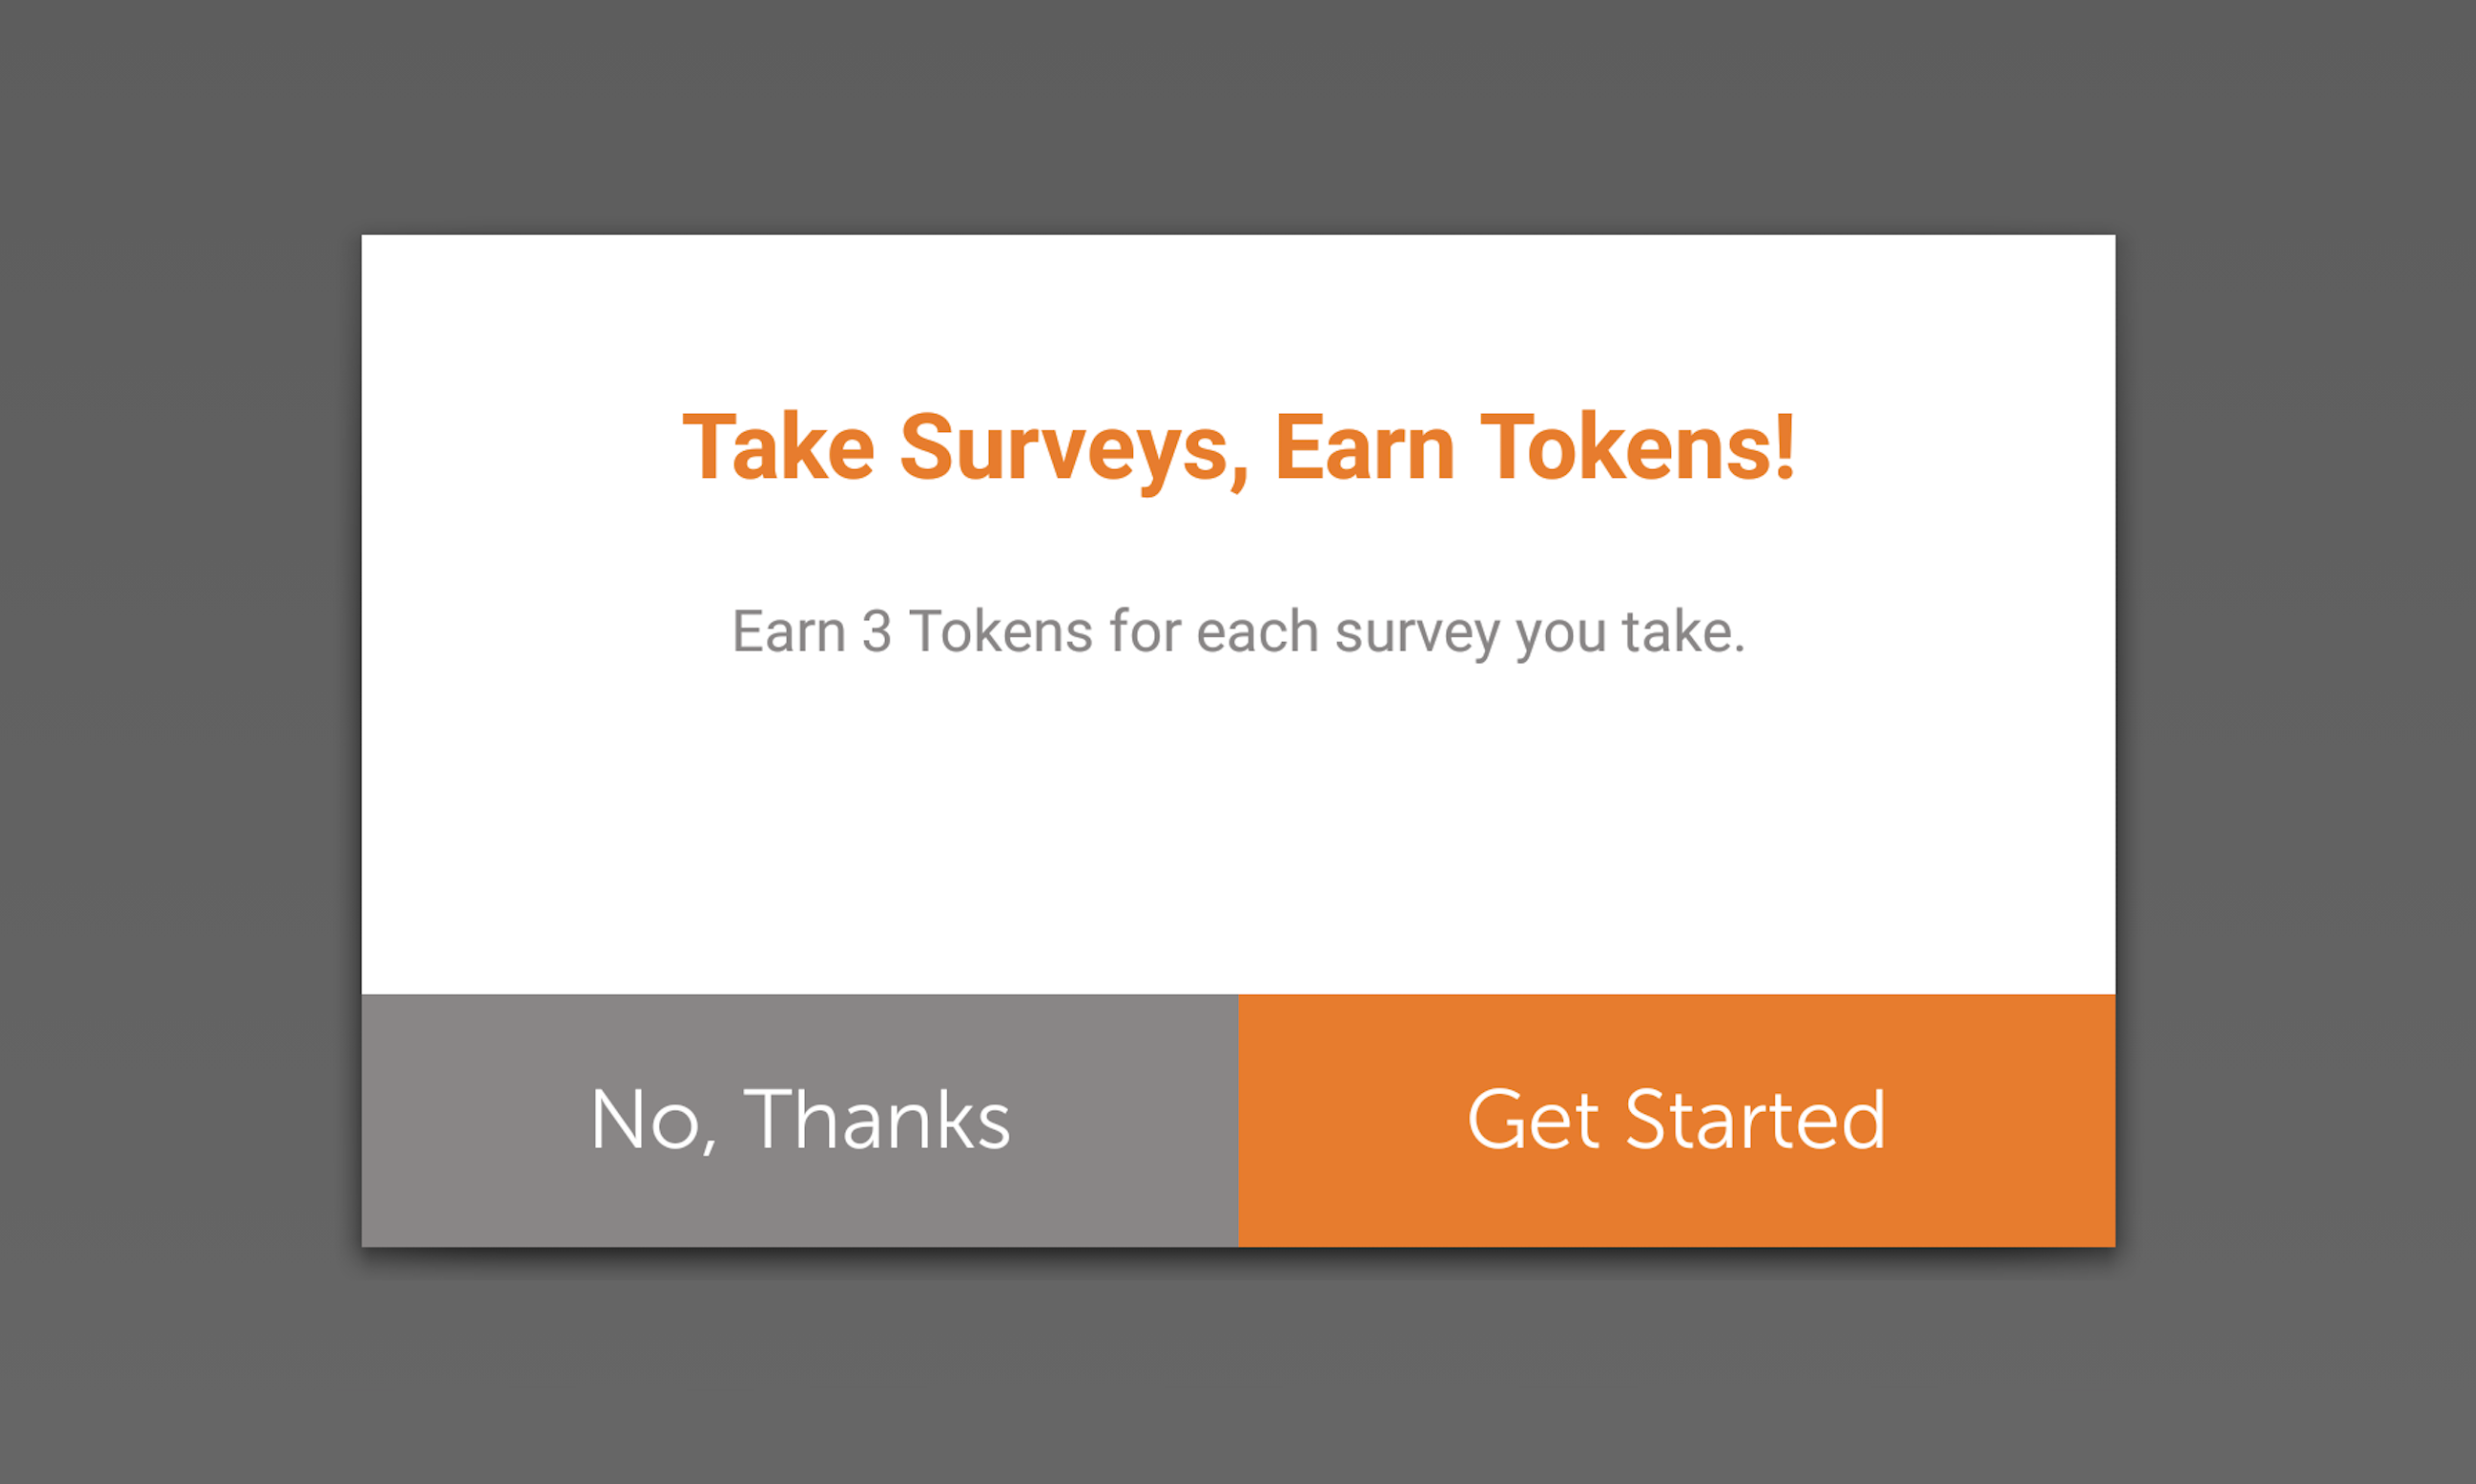 Take Surveys, Earn Tokens!
Earn 3 Tokens for each survey you take.
No, Thanks
Get Started